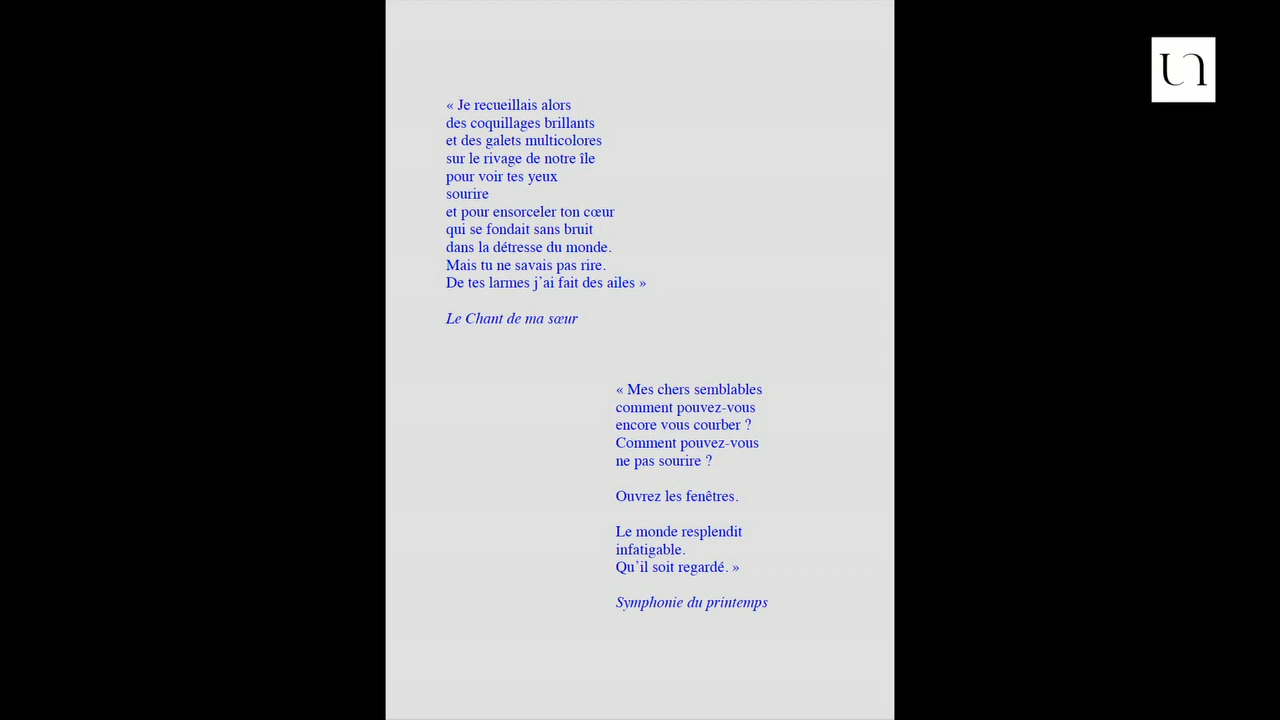 « Je recueillais alors
des coquillages brillants
et des galets multicolores
sur le rivage de notre île
pour voir tes yeux
sourire
et pour ensorceler ton cœur
qui se fondait sans bruit
dans la détresse du monde.
Mais tu ne savais pas rire.
De tes larmes j’ai fait des ailes »
Le Chant de ma sœur
« Mes chers semblables
comment pouvez-vous
encore vous courber ?
Comment pouvez-vous
ne pas sourire ?
Ouvrez les fenêtres.
Le monde resplendit
infatigable.
Qu’il soit regardé. »
Symphonie du printemps